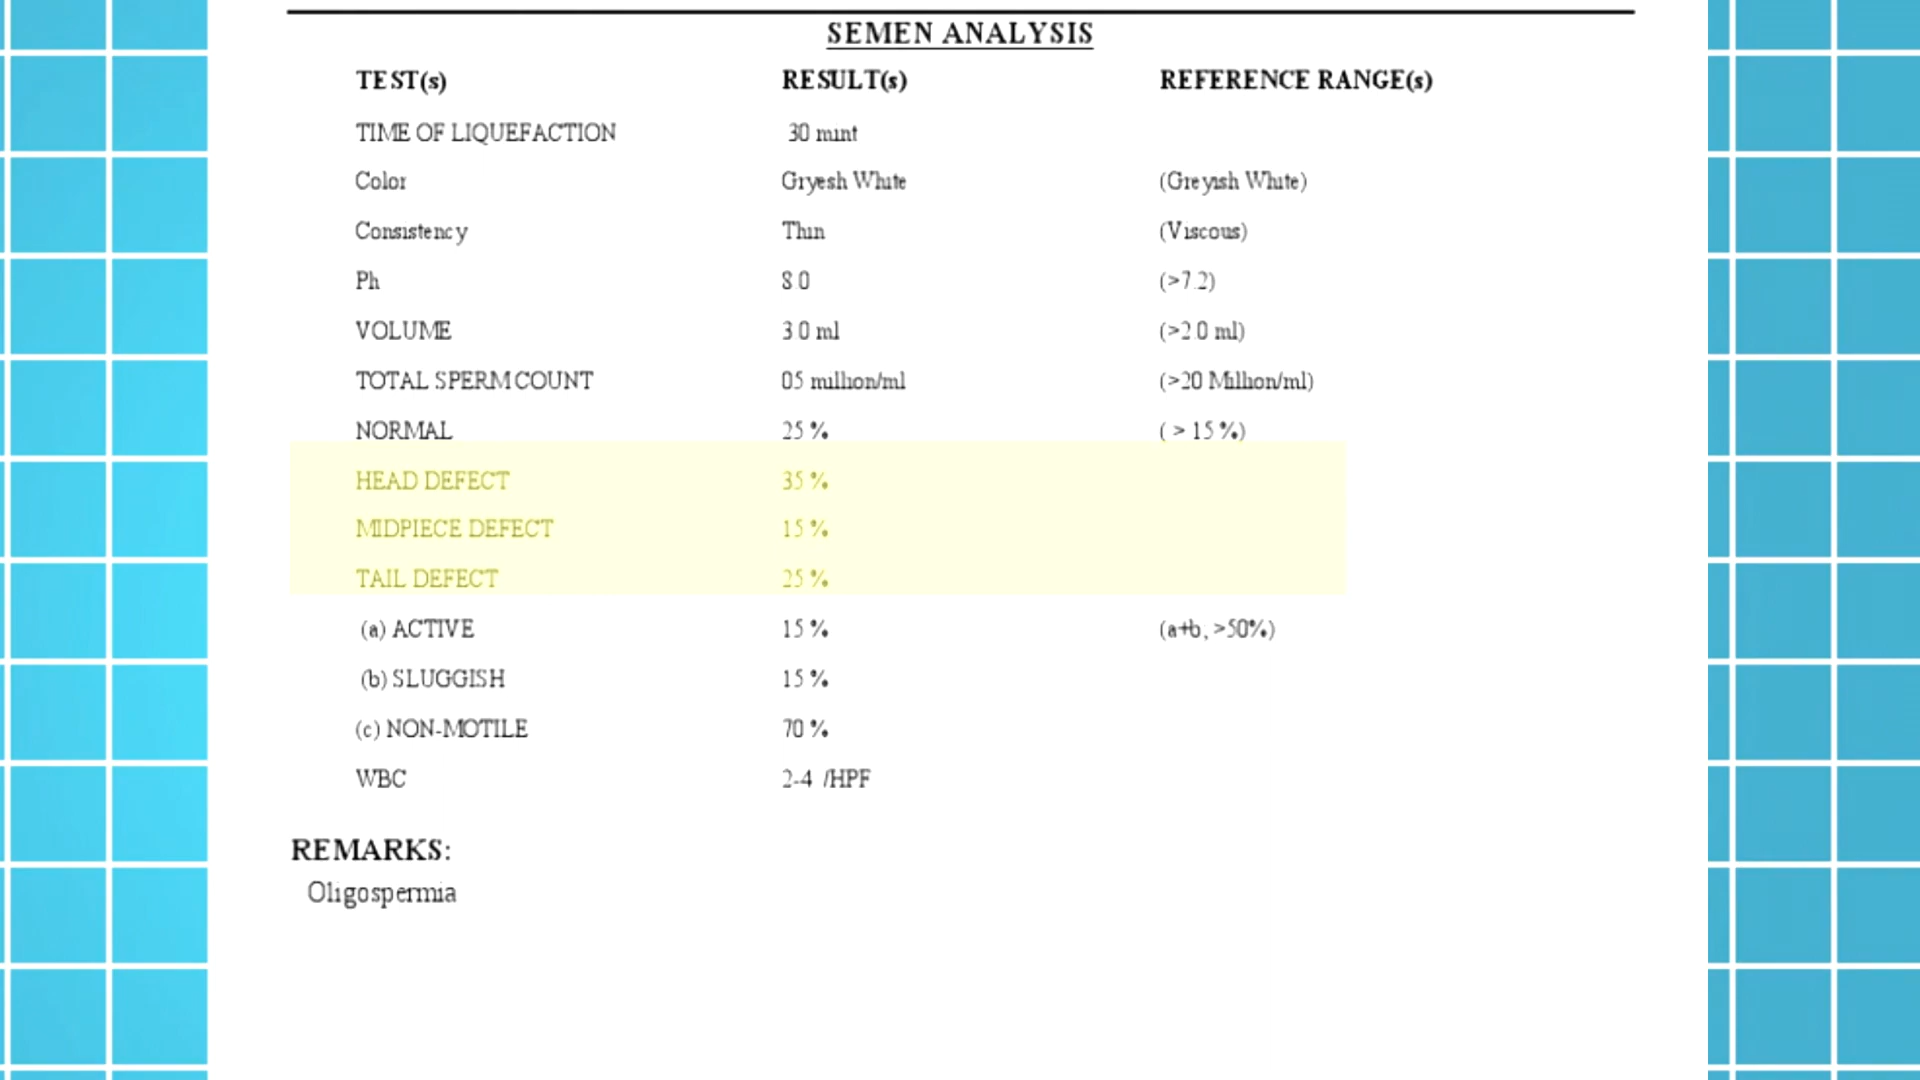 SEMEN ANALYSIS
TEST(s) RESULT(s) REFERENCE RANGE(s)
TIME OF LIQUEFACTION 30 mint
Color Gryesh White (Greyish White)
Consistency Thin (Viscous)
Ph 8.0 (>7.2)
VOLUME 3.0 ml (>2.0 ml)
TOTAL SPERM COUNT 05 million/ml (>20 Million/ml)
NORMAL 25 % ( > 15 %)
HEAD DEFECT 35 %
MIDPIECE DEFECT 15 %
TAIL DEFECT 25 %
(a) ACTIVE 15 % (a+b, >50%)
(b) SLUGGISH 15 %
(c) NON-MOTILE 70 %
WBC 2-4 /HPF
REMARKS:
Oligospermia